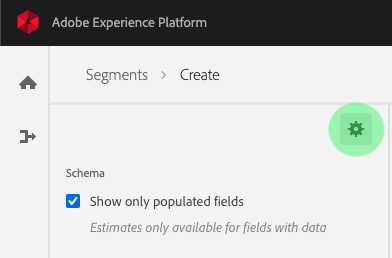 Adobe Experience Platform
Segments > Create
Schema
Show only populated fields
Estimates only available for fields with data